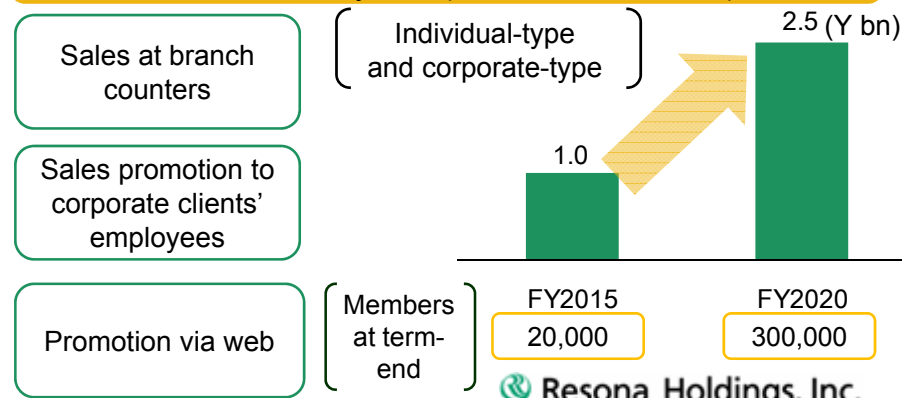 Sales at branch
counters
Individual-type
and corporate-type
2.5 (Y bn)
1.0
Sales promotion to
corporate clients'
employees
Promotion via web
Members
at term-
end
FY2015
FY2020
20,000
300,000
Resona Holdings, Inc.